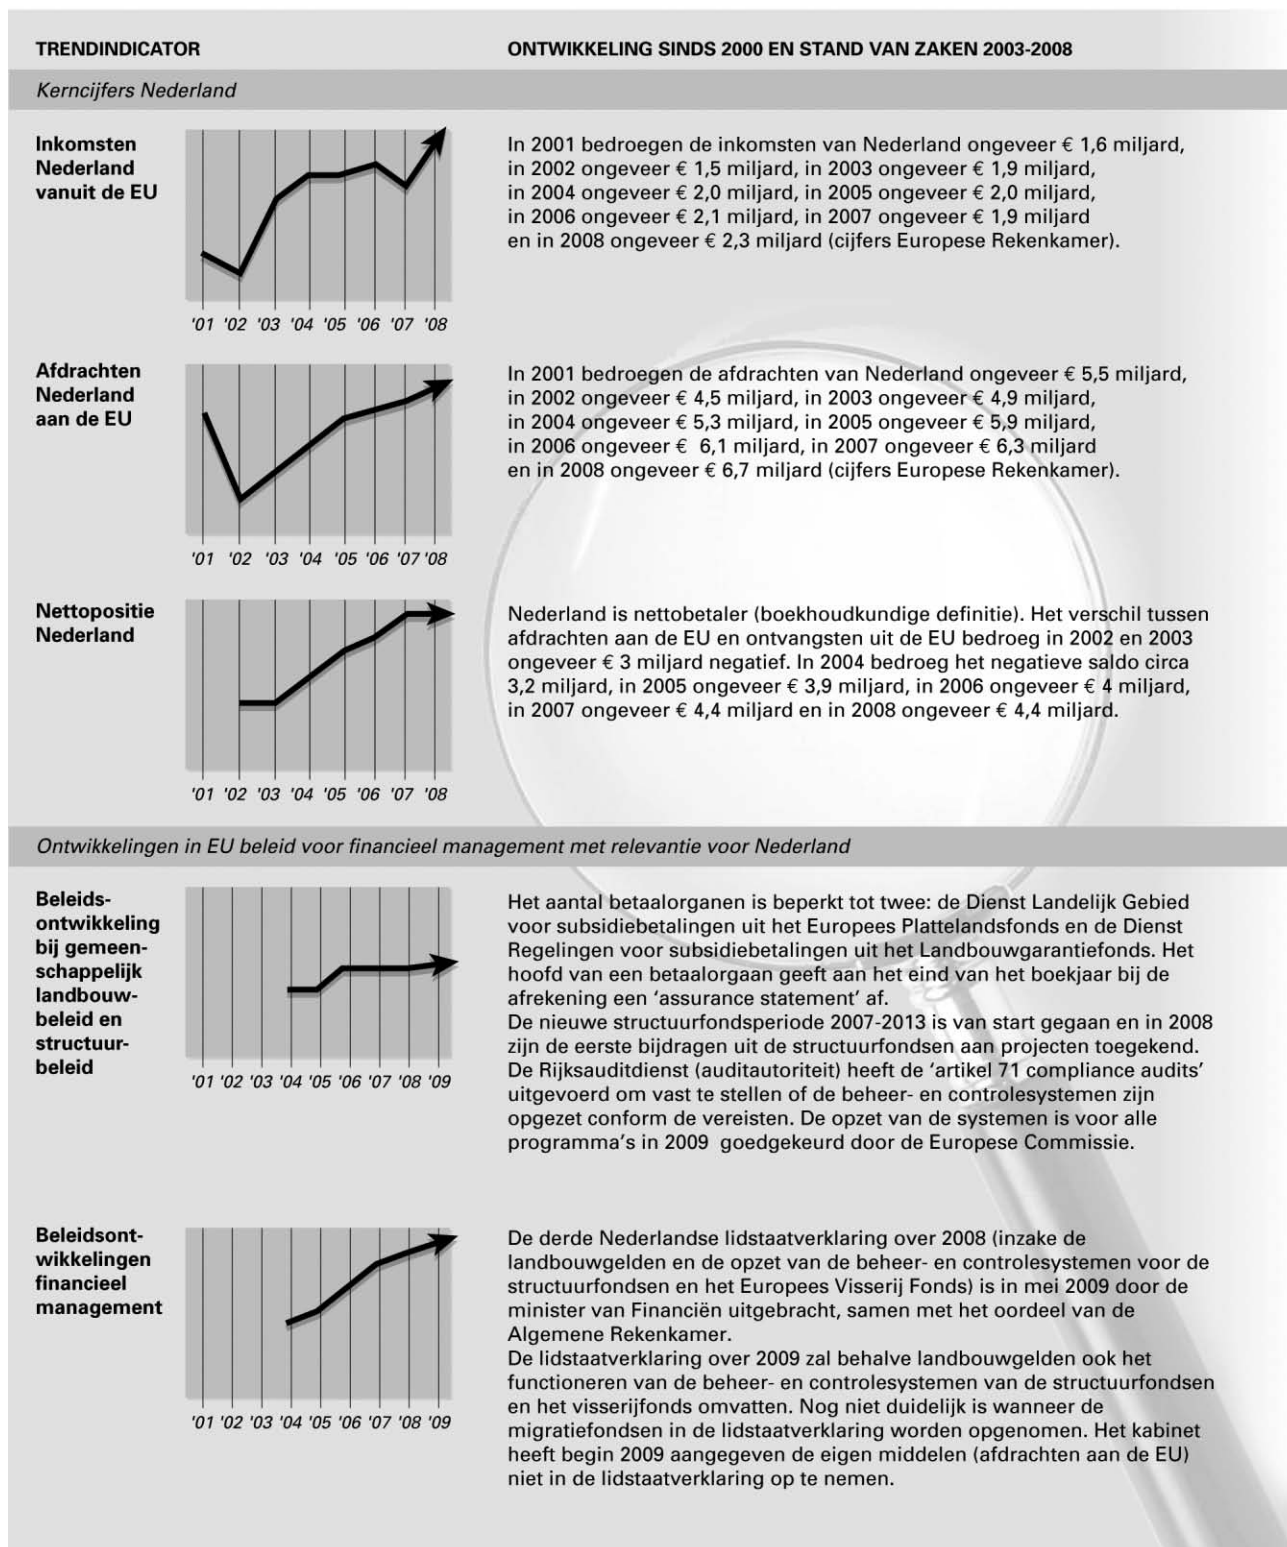 TRENDINDICATOR
ONTWIKKELING SINDS 2000 EN STAND VAN ZAKEN 2003-2008
Kerncijfers Nederland
Inkomsten
Nederland
vanuit de EU
'01 '02 '03 '04 '05 '06 '07 '08
In 2001 bedroegen de inkomsten van Nederland ongeveer € 1,6 miljard,
in 2002 ongeveer € 1,5 miljard, in 2003 ongeveer € 1,9 miljard,
in 2004 ongeveer € 2,0 miljard, in 2005 ongeveer € 2,0 miljard,
in 2006 ongeveer € 2,1 miljard, in 2007 ongeveer € 1,9 miljard
en in 2008 ongeveer € 2,3 miljard (cijfers Europese Rekenkamer).
Afdrachten
Nederland
aan de EU
'01 '02 '03 '04 '05 '06 '07 '08
In 2001 bedroegen de afdrachten van Nederland ongeveer € 5,5 miljard,
in 2002 ongeveer € 4,5 miljard, in 2003 ongeveer € 4,9 miljard,
in 2004 ongeveer € 5,3 miljard, in 2005 ongeveer € 5,9 miljard,
in 2006 ongeveer € 6,1 miljard, in 2007 ongeveer € 6,3 miljard
en in 2008 ongeveer € 6,7 miljard (cijfers Europese Rekenkamer).
Nettopositie
Nederland
'01 '02 '03 '04 '05 '06 '07 '08
Nederland is nettobetaler (boekhoudkundige definitie). Het verschil tussen
afdrachten aan de EU en ontvangsten uit de EU bedroeg in 2002 en 2003
ongeveer € 3 miljard negatief. In 2004 bedroeg het negatieve saldo circa
3,2 miljard, in 2005 ongeveer € 3,9 miljard, in 2006 ongeveer € 4 miljard,
in 2007 ongeveer € 4,4 miljard en in 2008 ongeveer € 4,4 miljard.
Ontwikkelingen in EU beleid voor financieel management met relevantie voor Nederland
Beleids-
ontwikkeling
bij gemeen-
schappelijk
landbouw-
beleid en
structuur-
beleid
'01 '02 '03 '04 '05 '06 '07 '08 '09
Het aantal betaalorganen is beperkt tot twee: de Dienst Landelijk Gebied
voor subsidiebetalingen uit het Europees Plattelandsfonds en de Dienst
Regelingen voor subsidiebetalingen uit het Landbouwgarantiefonds. Het
hoofd van een betaalorgaan geeft aan het eind van het boekjaar bij de
afrekening een ‘assurance statement’ af.
De nieuwe structuurfondsperiode 2007-2013 is van start gegaan en in 2008
zijn de eerste bijdragen uit de structuurfondsen aan projecten toegekend.
De Rijksauditdienst (auditautoriteit) heeft de ‘artikel 71 compliance audits’
uitgevoerd om vast te stellen of de beheer- en controlesystemen zijn
opgezet conform de vereisten. De opzet van de systemen is voor alle
programma’s in 2009 goedgekeurd door de Europese Commissie.
Beleidsont-
wikkelingen
financieel
management
'01 '02 '03 '04 '05 '06 '07 '08 '09
De derde Nederlandse lidstaatverklaring over 2008 (inzake de
landbouwgelden en de opzet van de beheer- en controlesystemen voor de
structuurfondsen en het Europees Visserij Fonds) is in mei 2009 door de
minister van Financiën uitgebracht, samen met het oordeel van de
Algemene Rekenkamer.
De lidstaatverklaring over 2009 zal behalve landbouwgelden ook het
functioneren van de beheer- en controlesystemen van de structuurfondsen
en het visserijfonds omvatten. Nog niet duidelijk is wanneer de
migratiefondsen in de lidstaatverklaring worden opgenomen. Het kabinet
heeft begin 2009 aangegeven de eigen middelen (afdrachten aan de EU)
niet in de lidstaatverklaring op te nemen.